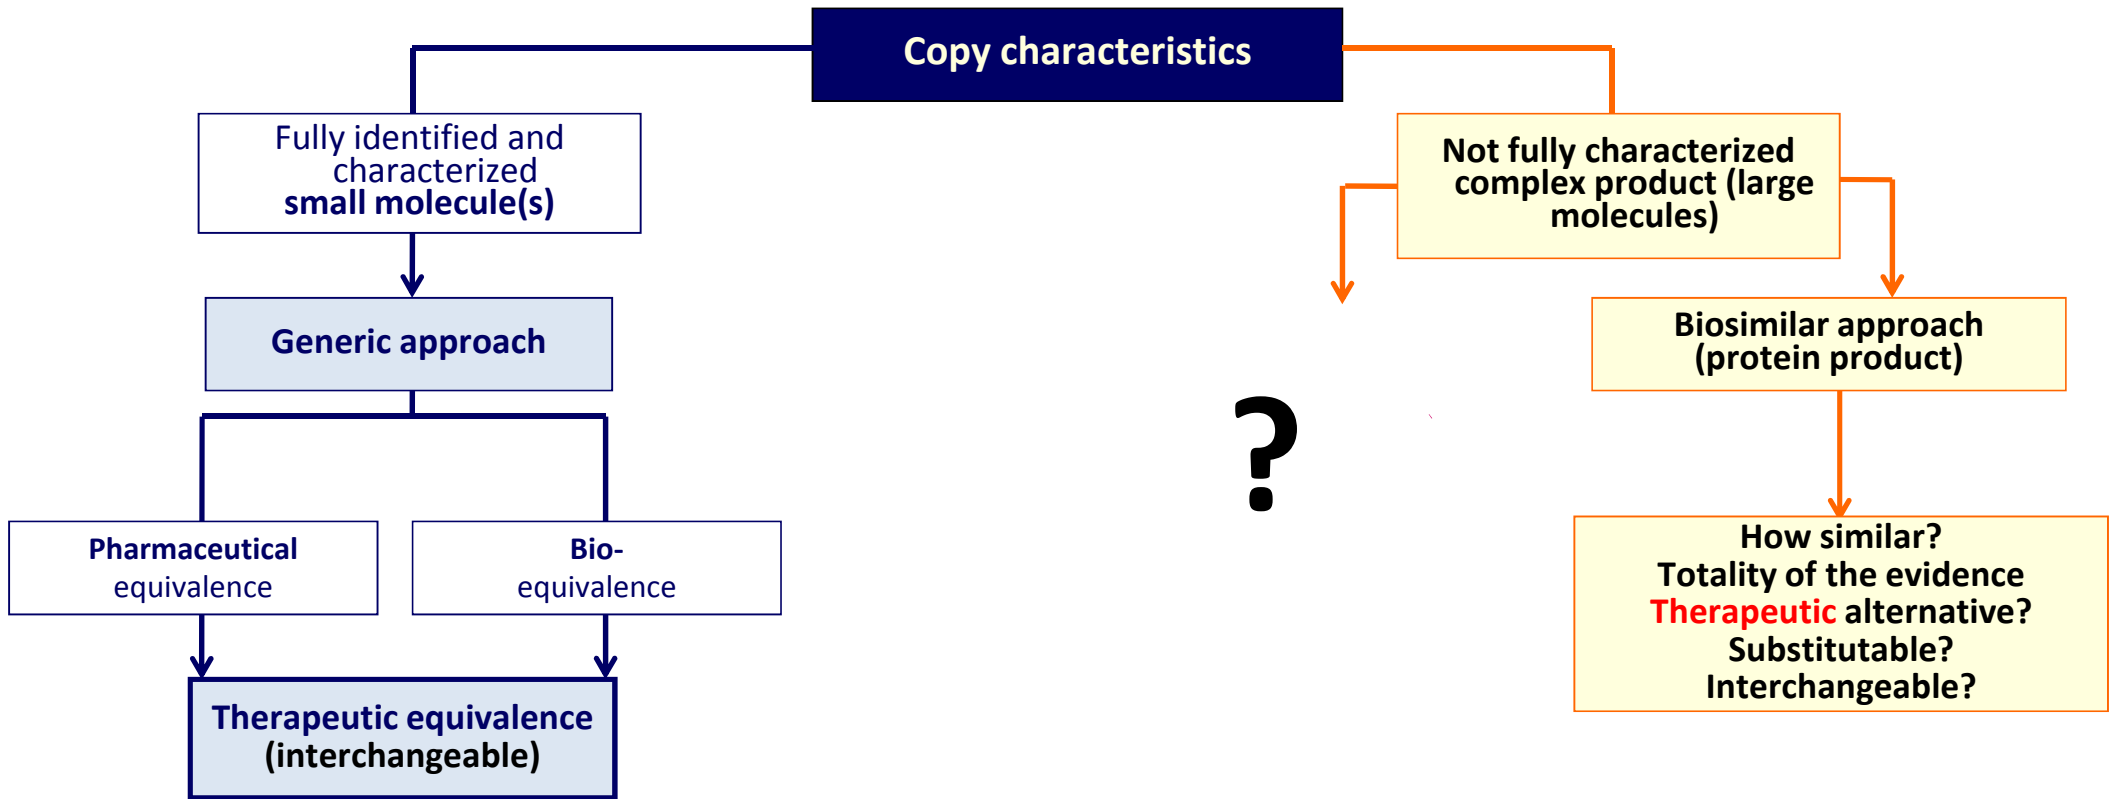 Copy characteristics
Fully identified and
characterized
small molecule(s)
Not fully characterized
complex product (large
molecules)
Generic approach
Biosimilar approach
(protein product)
?
Pharmaceutical
equivalence
Bio-
equivalence
How similar?
Totality of the evidence
Therapeutic alternative?
Substitutable?
Interchangeable?
Therapeutic equivalence
(interchangeable)